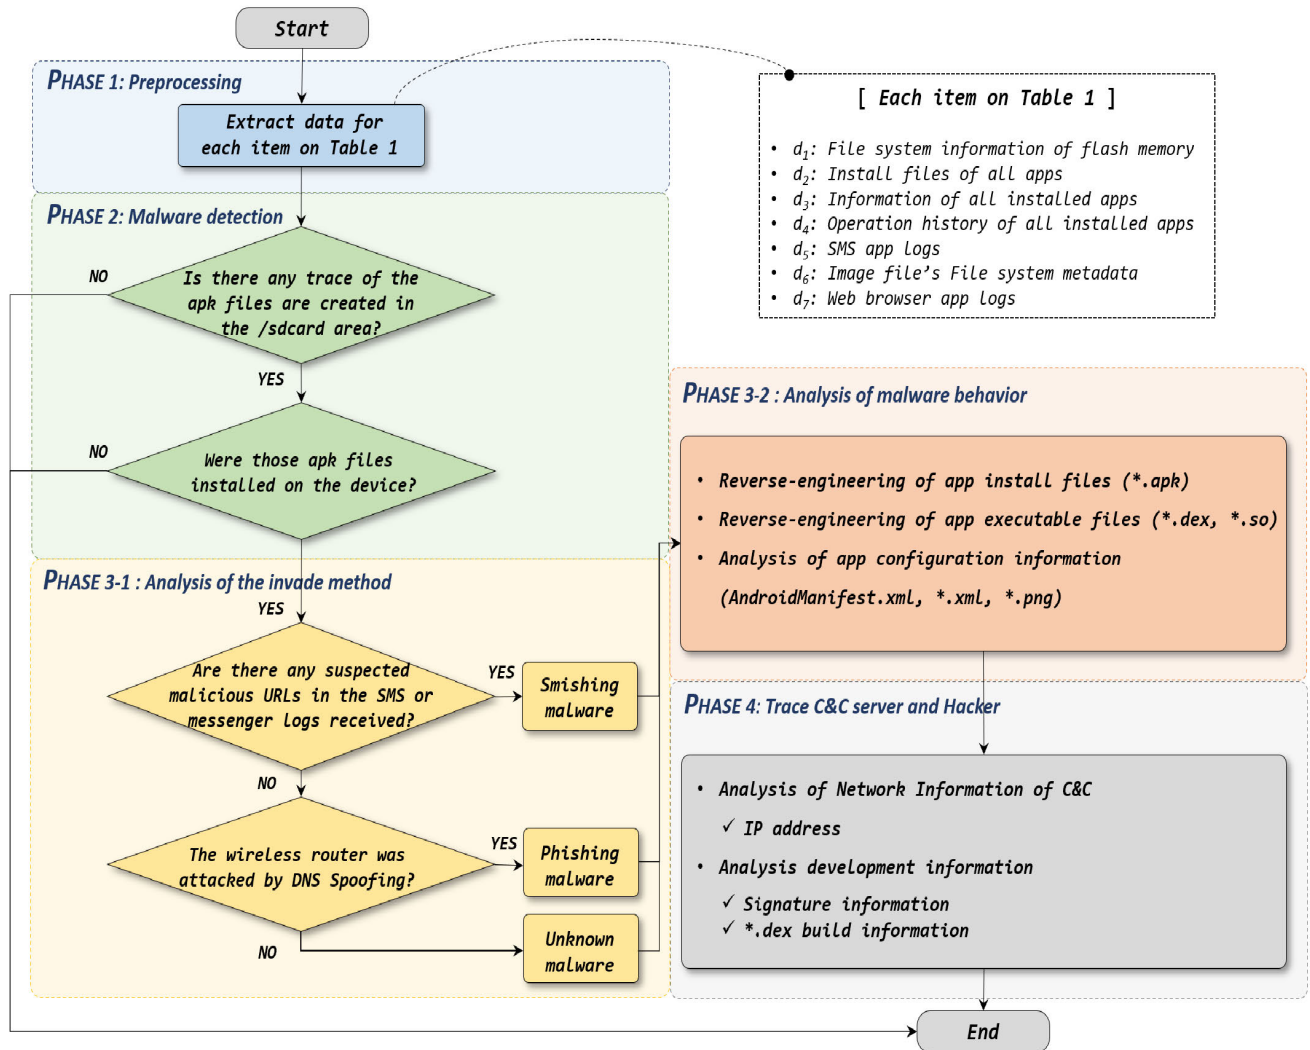 Start
PHASE 1: Preprocessing
Extract data for
each item on Table 1
[ Each item on Table 1 ]
• d1: File system information of flash memory
• d2: Install files of all apps
• d3: Information of all installed apps
• d4: Operation history of all installed apps
• d5: SMS app logs
• d6: Image file's File system metadata
• d7: Web browser app logs
PHASE 2: Malware detection
NO
Is there any trace of the
apk files are created in
the /sdcard area?
YES
NO
Were those apk files
installed on the device?
PHASE 3-1 : Analysis of the invade method
YES
Are there any suspected
malicious URLs in the SMS or
messenger logs received?
YES
Smishing
malware
NO
The wireless router was
attacked by DNS Spoofing?
YES
Phishing
malware
NO
Unknown
malware
PHASE 3-2 : Analysis of malware behavior
• Reverse-engineering of app install files (*.apk)
• Reverse-engineering of app executable files (*.dex, *.so)
• Analysis of app configuration information
(AndroidManifest.xml, *.xml, *.png)
PHASE 4: Trace C&C server and Hacker
• Analysis of Network Information of C&C
✓ IP address
• Analysis development information
✓ Signature information
✓ *.dex build information
End